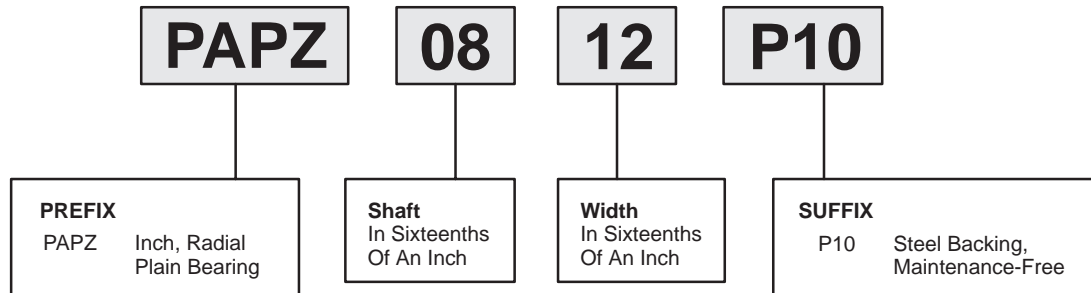 PAPZ 08 12 P10
PREFIX
PAPZ Inch, Radial
Plain Bearing
Shaft
In Sixteenths
Of An Inch
Width
In Sixteenths
Of An Inch
SUFFIX
P10 Steel Backing,
Maintenance-Free